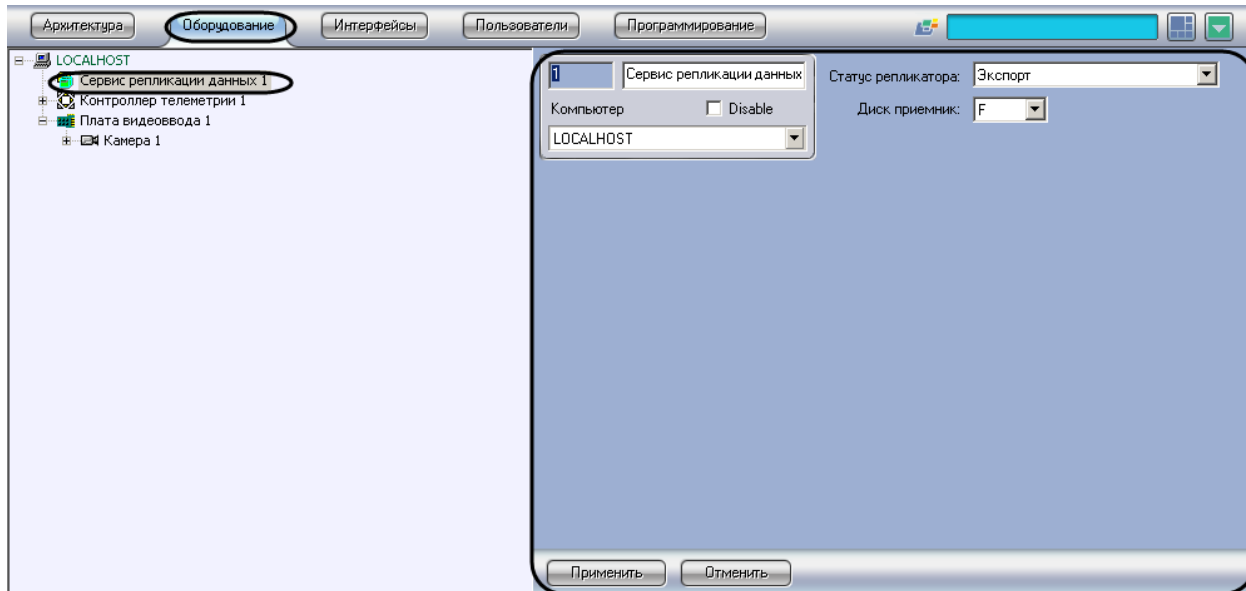 Архитектура Оборудование Интерфейсы Пользователи Программирование
LOCALHOST
Сервис репликации данных 1
Контроллер телеметрии 1
Плата видеоввода 1
Камера 1
1 Сервис репликации данных
Компьютер Disable
LOCALHOST
Статус репликатора: Экспорт
Диск приемник: F
Применить Отменить